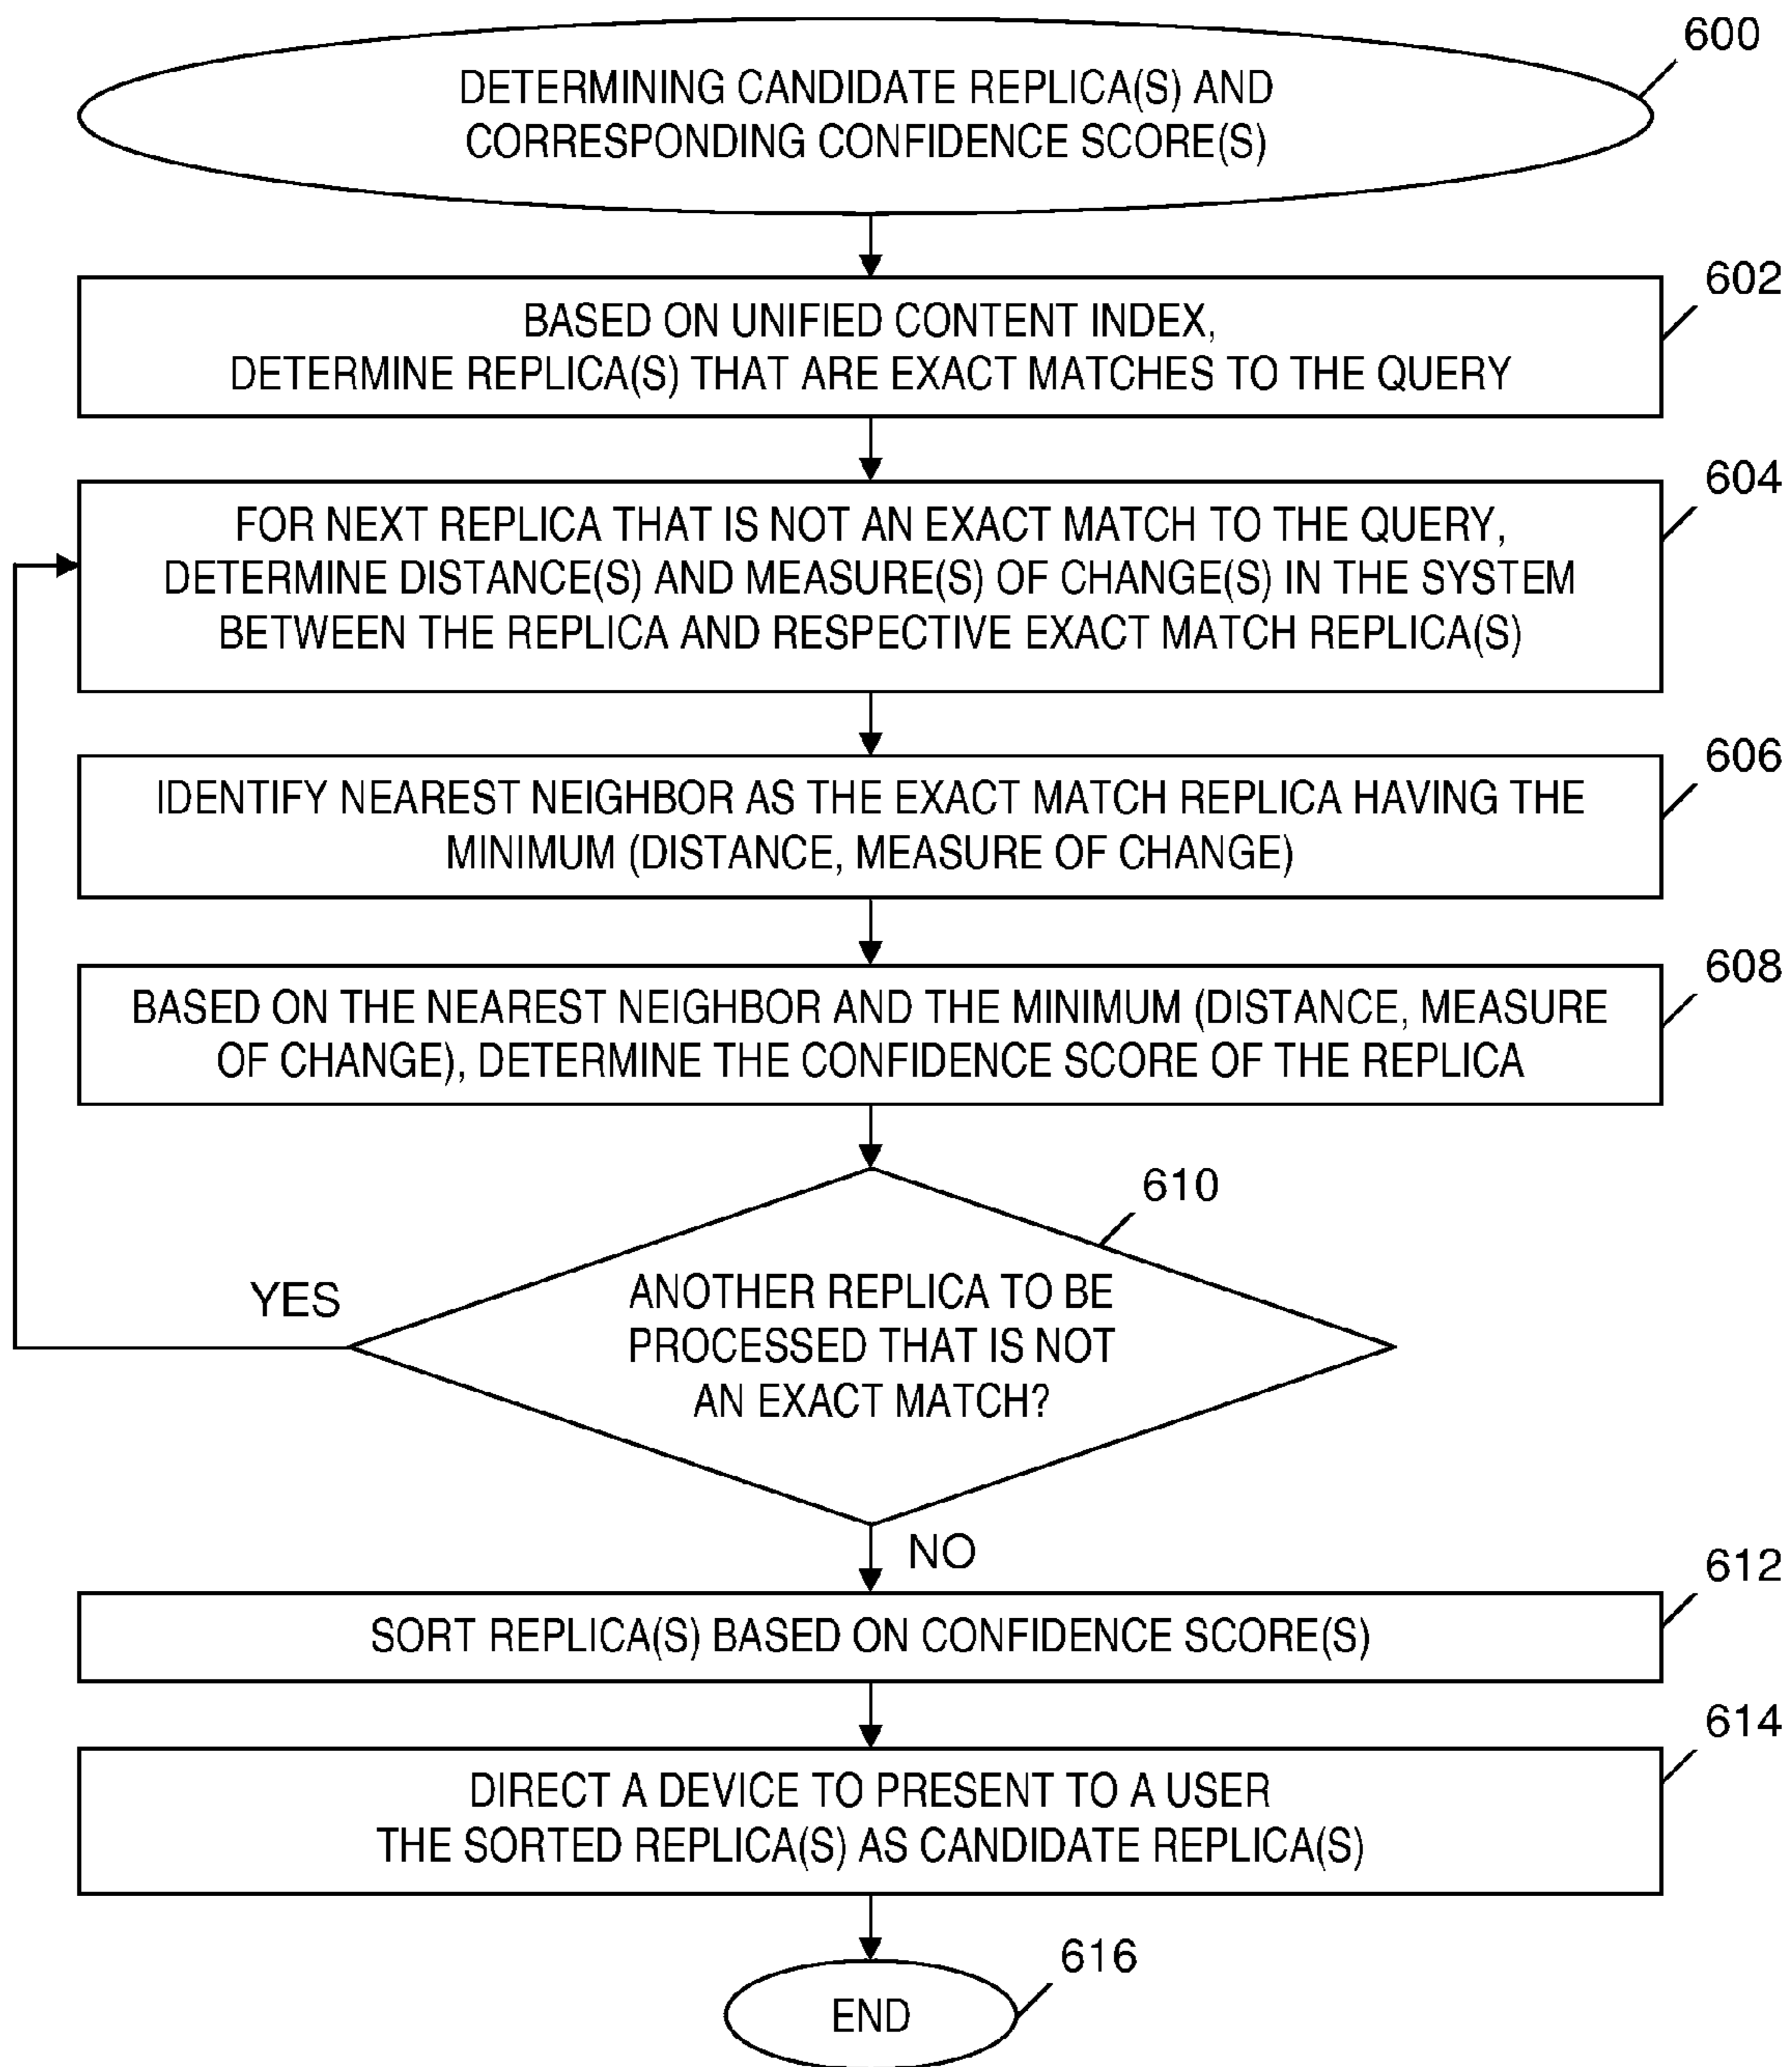 600
DETERMINING CANDIDATE REPLICA(S) AND
CORRESPONDING CONFIDENCE SCORE(S)
602
BASED ON UNIFIED CONTENT INDEX,
DETERMINE REPLICA(S) THAT ARE EXACT MATCHES TO THE QUERY
604
FOR NEXT REPLICA THAT IS NOT AN EXACT MATCH TO THE QUERY,
DETERMINE DISTANCE(S) AND MEASURE(S) OF CHANGE(S) IN THE SYSTEM
BETWEEN THE REPLICA AND RESPECTIVE EXACT MATCH REPLICA(S)
606
IDENTIFY NEAREST NEIGHBOR AS THE EXACT MATCH REPLICA HAVING THE
MINIMUM (DISTANCE, MEASURE OF CHANGE)
608
BASED ON THE NEAREST NEIGHBOR AND THE MINIMUM (DISTANCE, MEASURE
OF CHANGE), DETERMINE THE CONFIDENCE SCORE OF THE REPLICA
610
YES
ANOTHER REPLICA TO BE
PROCESSED THAT IS NOT
AN EXACT MATCH?
NO
612
SORT REPLICA(S) BASED ON CONFIDENCE SCORE(S)
614
DIRECT A DEVICE TO PRESENT TO A USER
THE SORTED REPLICA(S) AS CANDIDATE REPLICA(S)
616
END